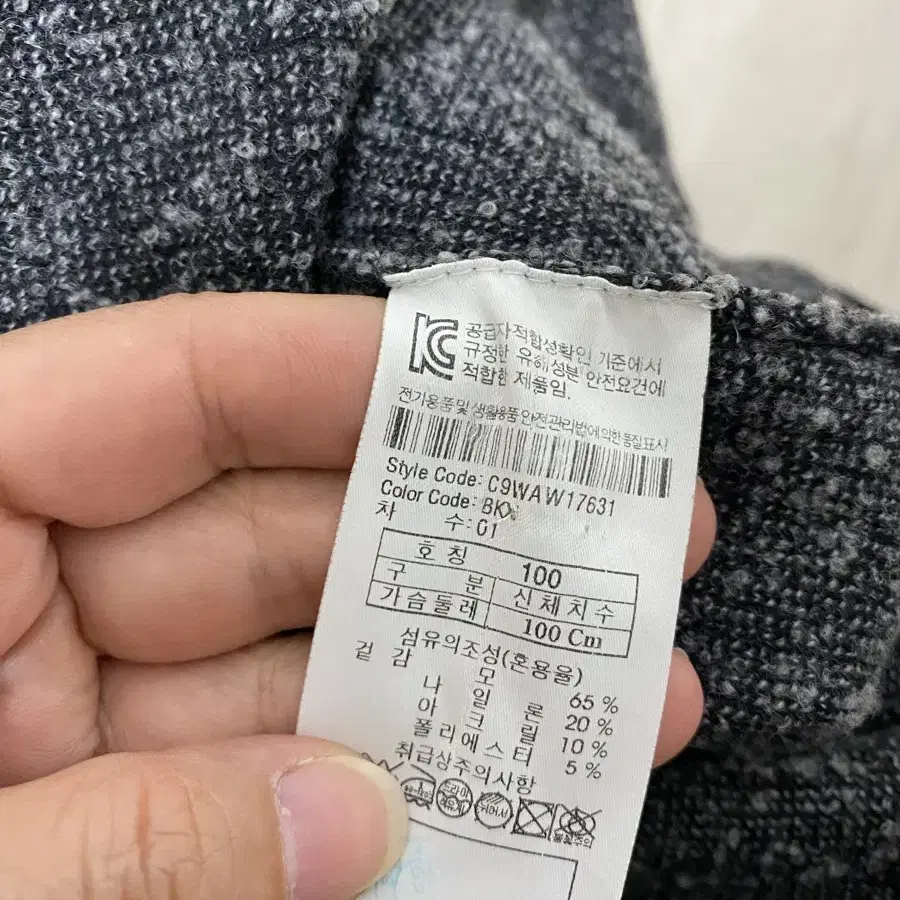 공급자적합성확인 기준에서
규정한 유해성분 안전요건에
적합한 제품임.
전기용품 및 생활용품 안전관리법에 의한 품질표시
Style Code: C9WAW17631
Color Code: BK
차 수: 01
호 칭 100
구 분 신체치수
가슴둘레 100 Cm
섬유의조성(혼용율)
겉 감
모 65 %
나 일 론 20 %
아 크 릴 10 %
폴리에스터 5 %
취급상주의사항
드라이